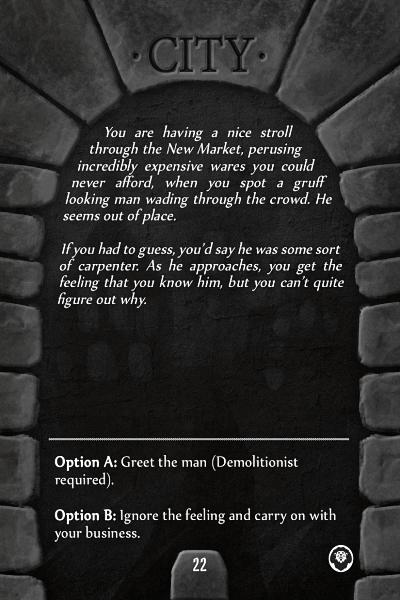 ·CITY·
You are having a nice stroll
through the New Market, perusing
incredibly expensive wares you could
never afford, when you spot a gruff
looking man wading through the crowd. He
seems out of place.
If you had to guess, you'd say he was some sort
of carpenter. As he approaches, you get the
feeling that you know him, but you can't quite
figure out why.
Option A: Greet the man (Demolitionist
required).
Option B: Ignore the feeling and carry on with
your business.
22